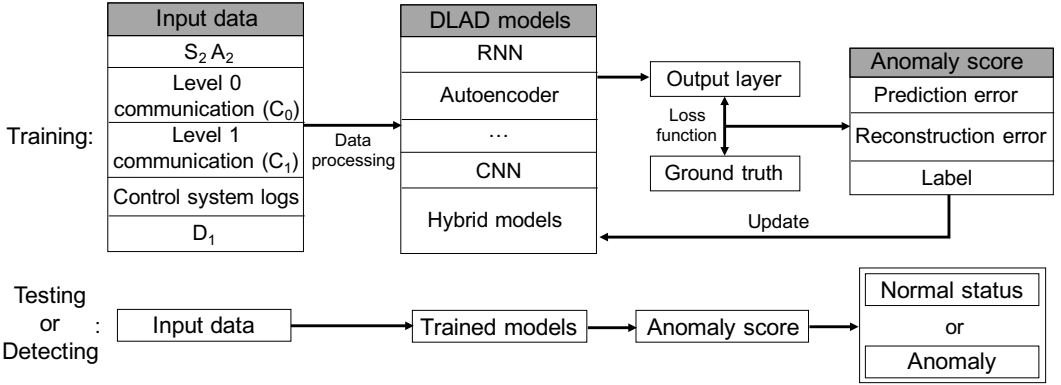 Training:
Input data
S₂ A₂
Level 0
communication (C₀)
Level 1
communication (C₁)
Control system logs
D₁
Data
processing
DLAD models
RNN
Autoencoder
...
CNN
Hybrid models
Output layer
Loss
function
Ground truth
Anomaly score
Prediction error
Reconstruction error
Label
Update
Testing
or
Detecting
:
Input data
Trained models
Anomaly score
Normal status
or
Anomaly